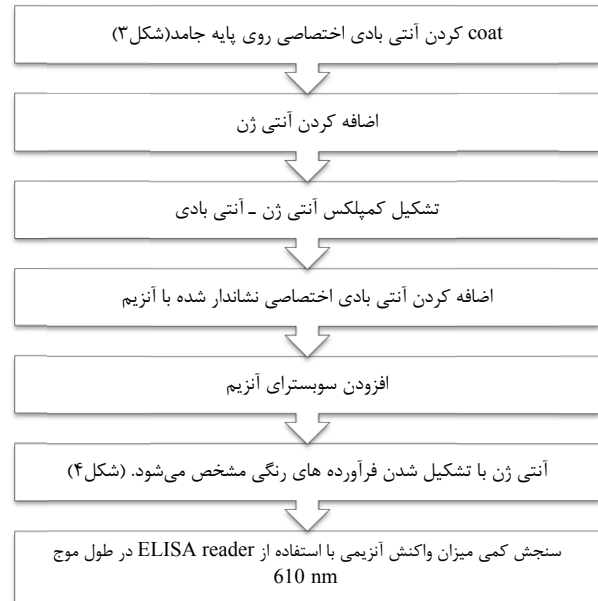 coat کردن آنتی بادی اختصاصی روی پایه جامد(شکل۳)
اضافه کردن آنتی ژن
تشکیل کمپلکس آنتی ژن ـ آنتی بادی
اضافه کردن آنتی بادی اختصاصی نشاندار شده با آنزیم
افزودن سوبسترای آنزیم
آنتی ژن با تشکیل شدن فرآورده های رنگی مشخص می‌شود. (شکل۴)
سنجش کمی میزان واکنش آنزیمی با استفاده از ELISA reader در طول موج
610 nm